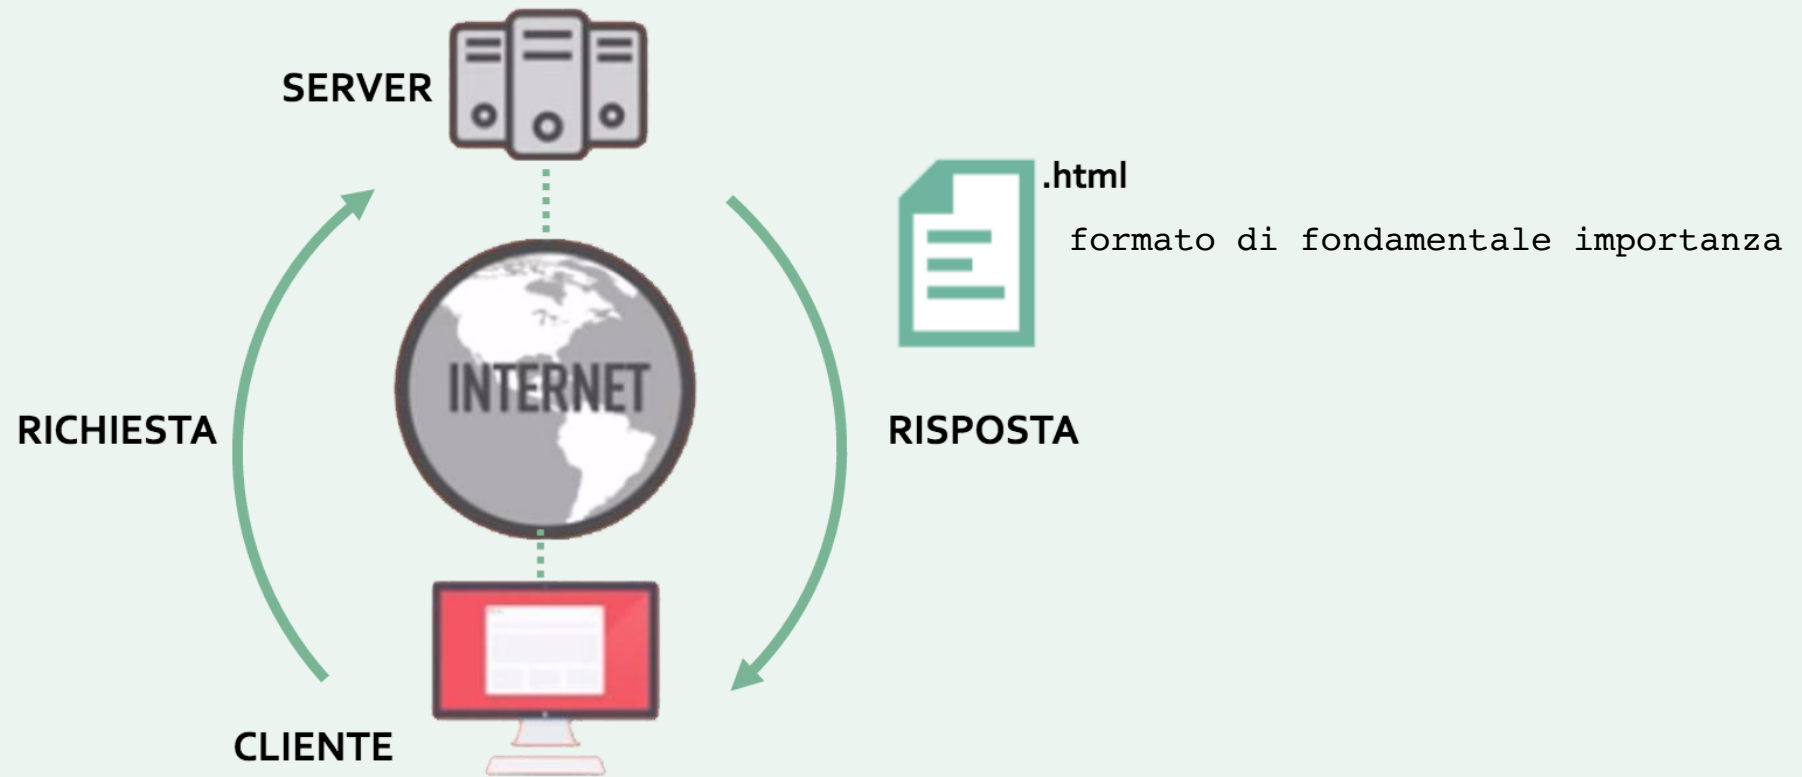 SERVER
.html
formato di fondamentale importanza
INTERNET
RICHIESTA
RISPOSTA
CLIENTE